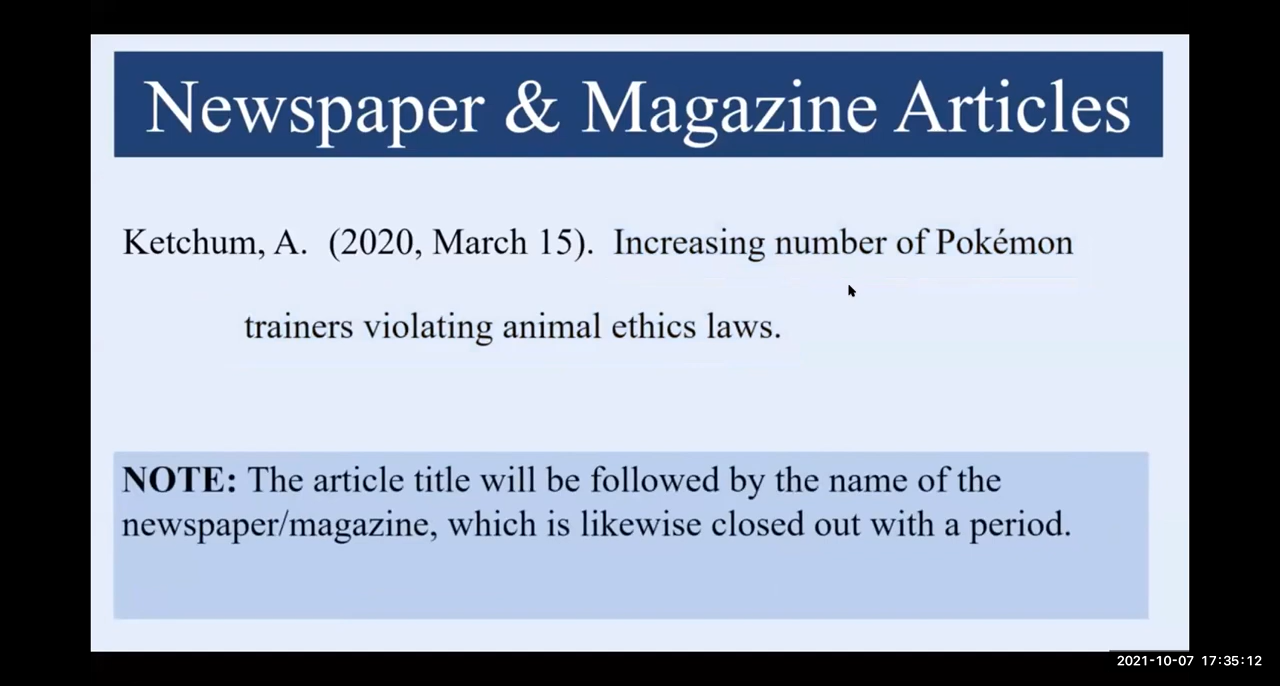 Newspaper & Magazine Articles
Ketchum, A.  (2020, March 15).  Increasing number of Pokémon
trainers violating animal ethics laws.
NOTE: The article title will be followed by the name of the
newspaper/magazine, which is likewise closed out with a period.
2021-10-07 17:35:12